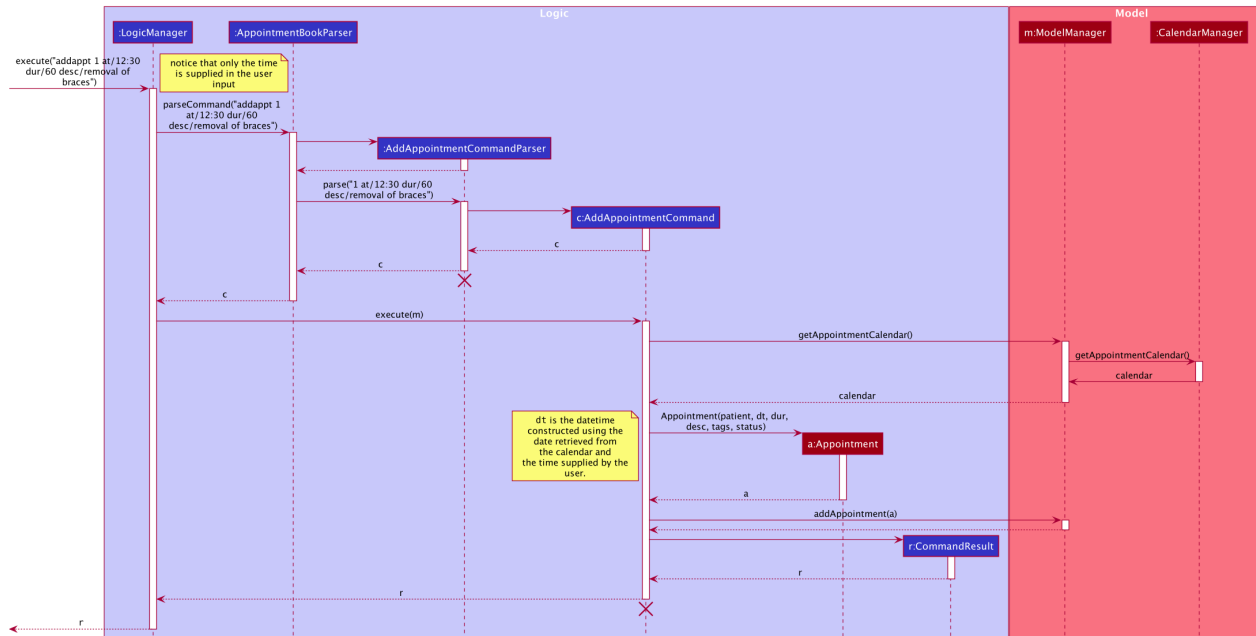 Logic
Model
:LogicManager
:AppointmentBookParser
m:ModelManager
:CalendarManager
execute("addappt 1 at/12:30
dur/60 desc/removal of
braces")
notice that only the time
is supplied in the user
input
parseCommand("addappt 1
at/12:30 dur/60
desc/removal of braces")
:AddAppointmentCommandParser
parse("1 at/12:30 dur/60
desc/removal of braces")
c:AddAppointmentCommand
c
c
c
execute(m)
getAppointmentCalendar()
getAppointmentCalendar()
calendar
calendar
dt is the datetime
constructed using the
date retrieved from
the calendar and
the time supplied by the
user.
Appointment(patient, dt, dur,
desc, tags, status)
a:Appointment
a
addAppointment(a)
r:CommandResult
r
r
r